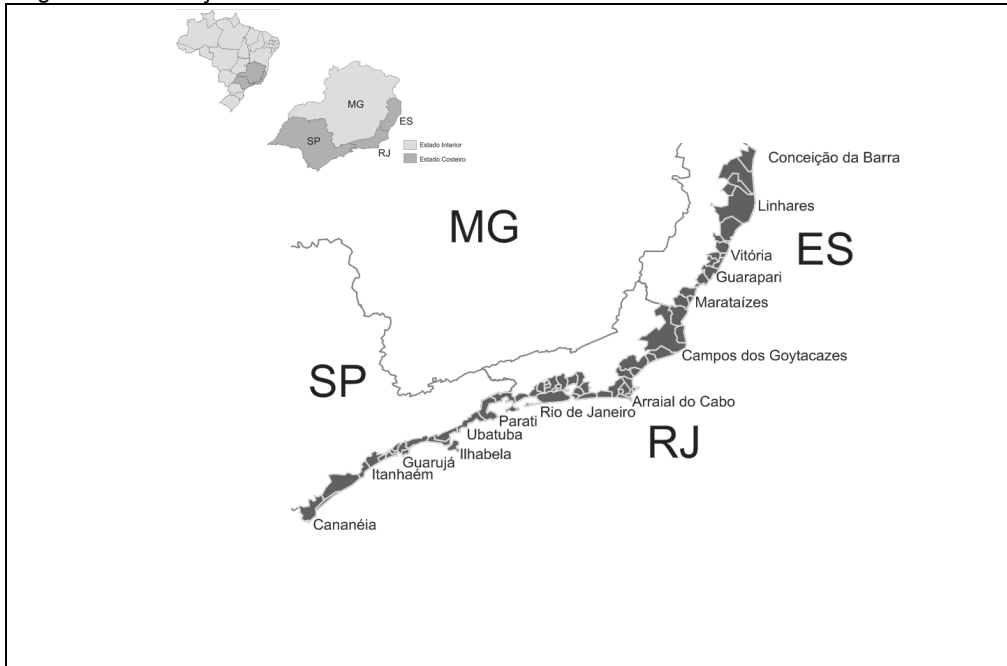 MG
ES
SP
RJ
Estado Interior
Estado Costeiro
Conceição da Barra
MG
Linhares
ES
Vitória
Guarapari
Marataízes
Campos dos Goytacazes
SP
Arraial do Cabo
Rio de Janeiro
Parati
RJ
Ubatuba
Ilhabela
Guarujá
Itanhaém
Cananéia